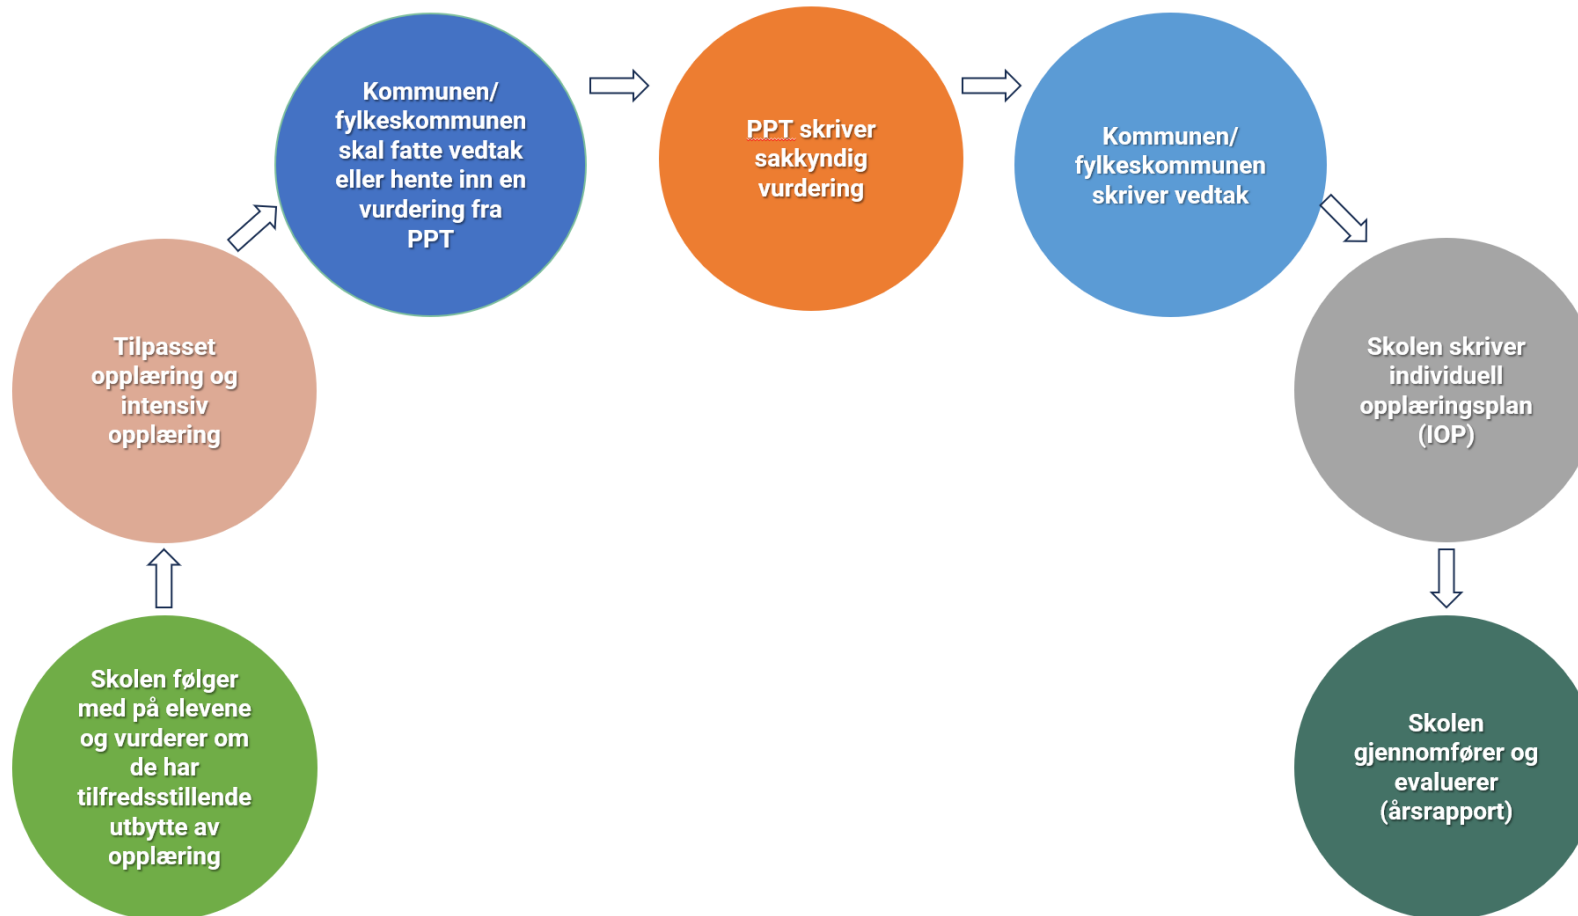 Skolen følger
med på elevene
og vurderer om
de har
tilfredsstillende
utbytte av
opplæring
Tilpasset
opplæring og
intensiv
opplæring
Kommunen/
fylkeskommunen
skal fatte vedtak
eller hente inn en
vurdering fra
PPT
PPT skriver
sakkyndig
vurdering
Kommunen/
fylkeskommunen
skriver vedtak
Skolen skriver
individuell
opplæringsplan
(IOP)
Skolen
gjennomfører og
evaluerer
(årsrapport)